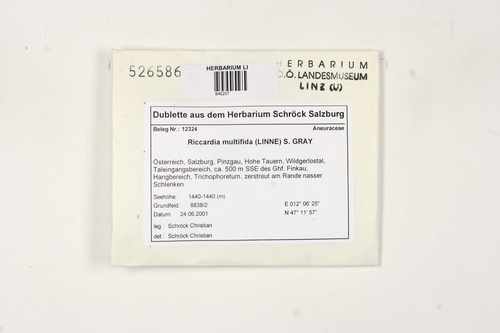 526586
HERBARIUM LI
HERBARIUM
O.Ö. LANDESMUSEUM
LINZ (U)
Dublette aus dem Herbarium Schröck Salzburg
Beleg Nr.: 12324 Aneuraceae
Riccardia multifida (LINNE) S. GRAY
Österreich, Salzburg, Pinzgau, Hohe Tauern, Wildgerlostal,
Taleingangsbereich, ca. 500 m SSE des Ghf. Finkau,
Hangbereich, Trichophoretum, zerstreut am Rande nasser
Schlenken.
Seehöhe: 1440-1440 (m)
Grundfeld: 8838/2 E 012° 06' 25"
Datum: 24.06.2001 N 47° 11' 57"
leg.: Schröck Christian
det.: Schröck Christian